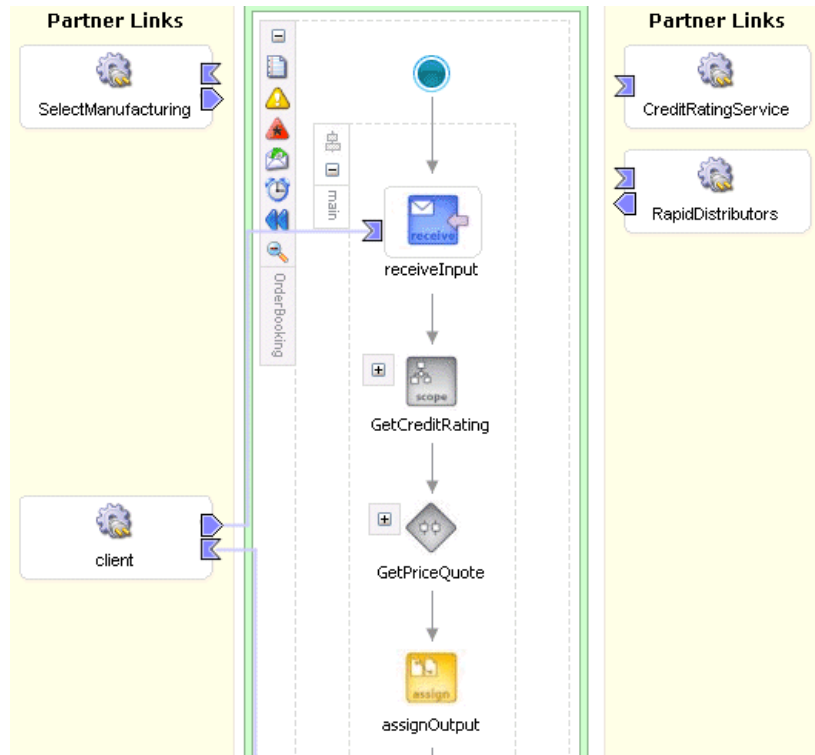 Partner Links
SelectManufacturing
client
main
OrderBooking
receive
receiveInput
scope
GetCreditRating
GetPriceQuote
assign
assignOutput
Partner Links
CreditRatingService
RapidDistributors